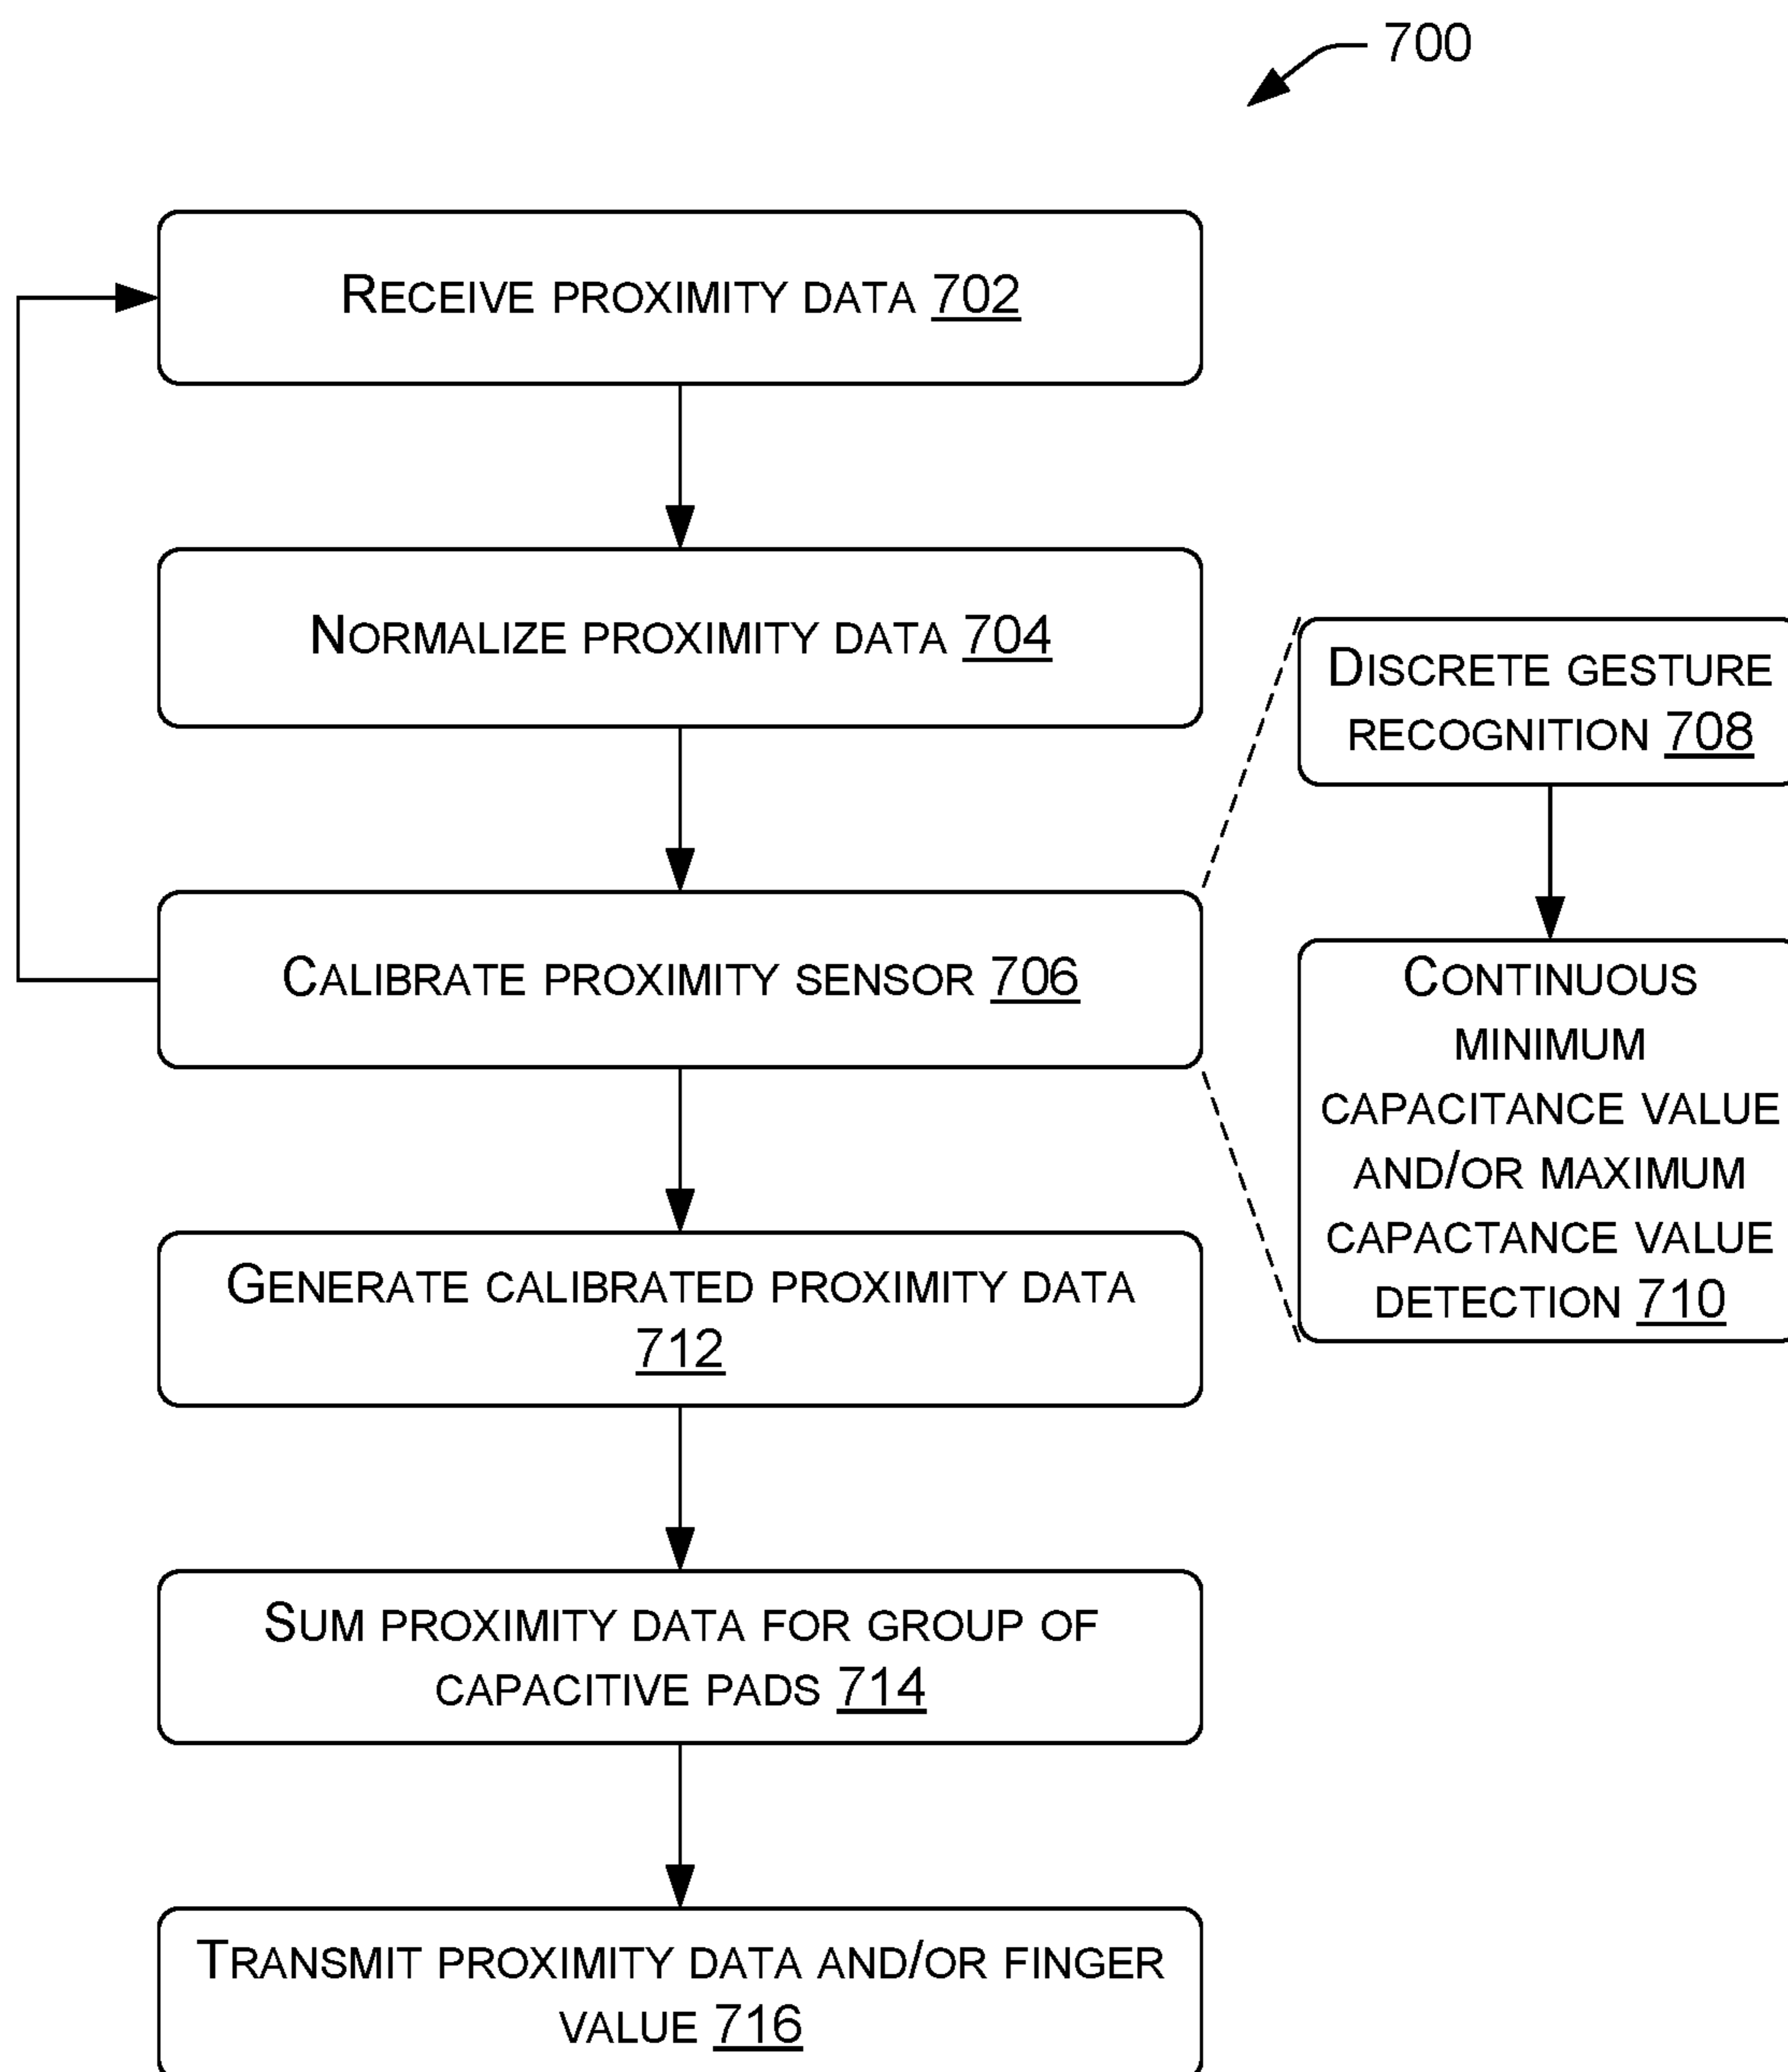 700
RECEIVE PROXIMITY DATA 702
NORMALIZE PROXIMITY DATA 704
DISCRETE GESTURE
RECOGNITION 708
CALIBRATE PROXIMITY SENSOR 706
CONTINUOUS
MINIMUM
CAPACITANCE VALUE
AND/OR MAXIMUM
CAPACTANCE VALUE
DETECTION 710
GENERATE CALIBRATED PROXIMITY DATA
712
SUM PROXIMITY DATA FOR GROUP OF
CAPACITIVE PADS 714
TRANSMIT PROXIMITY DATA AND/OR FINGER
VALUE 716